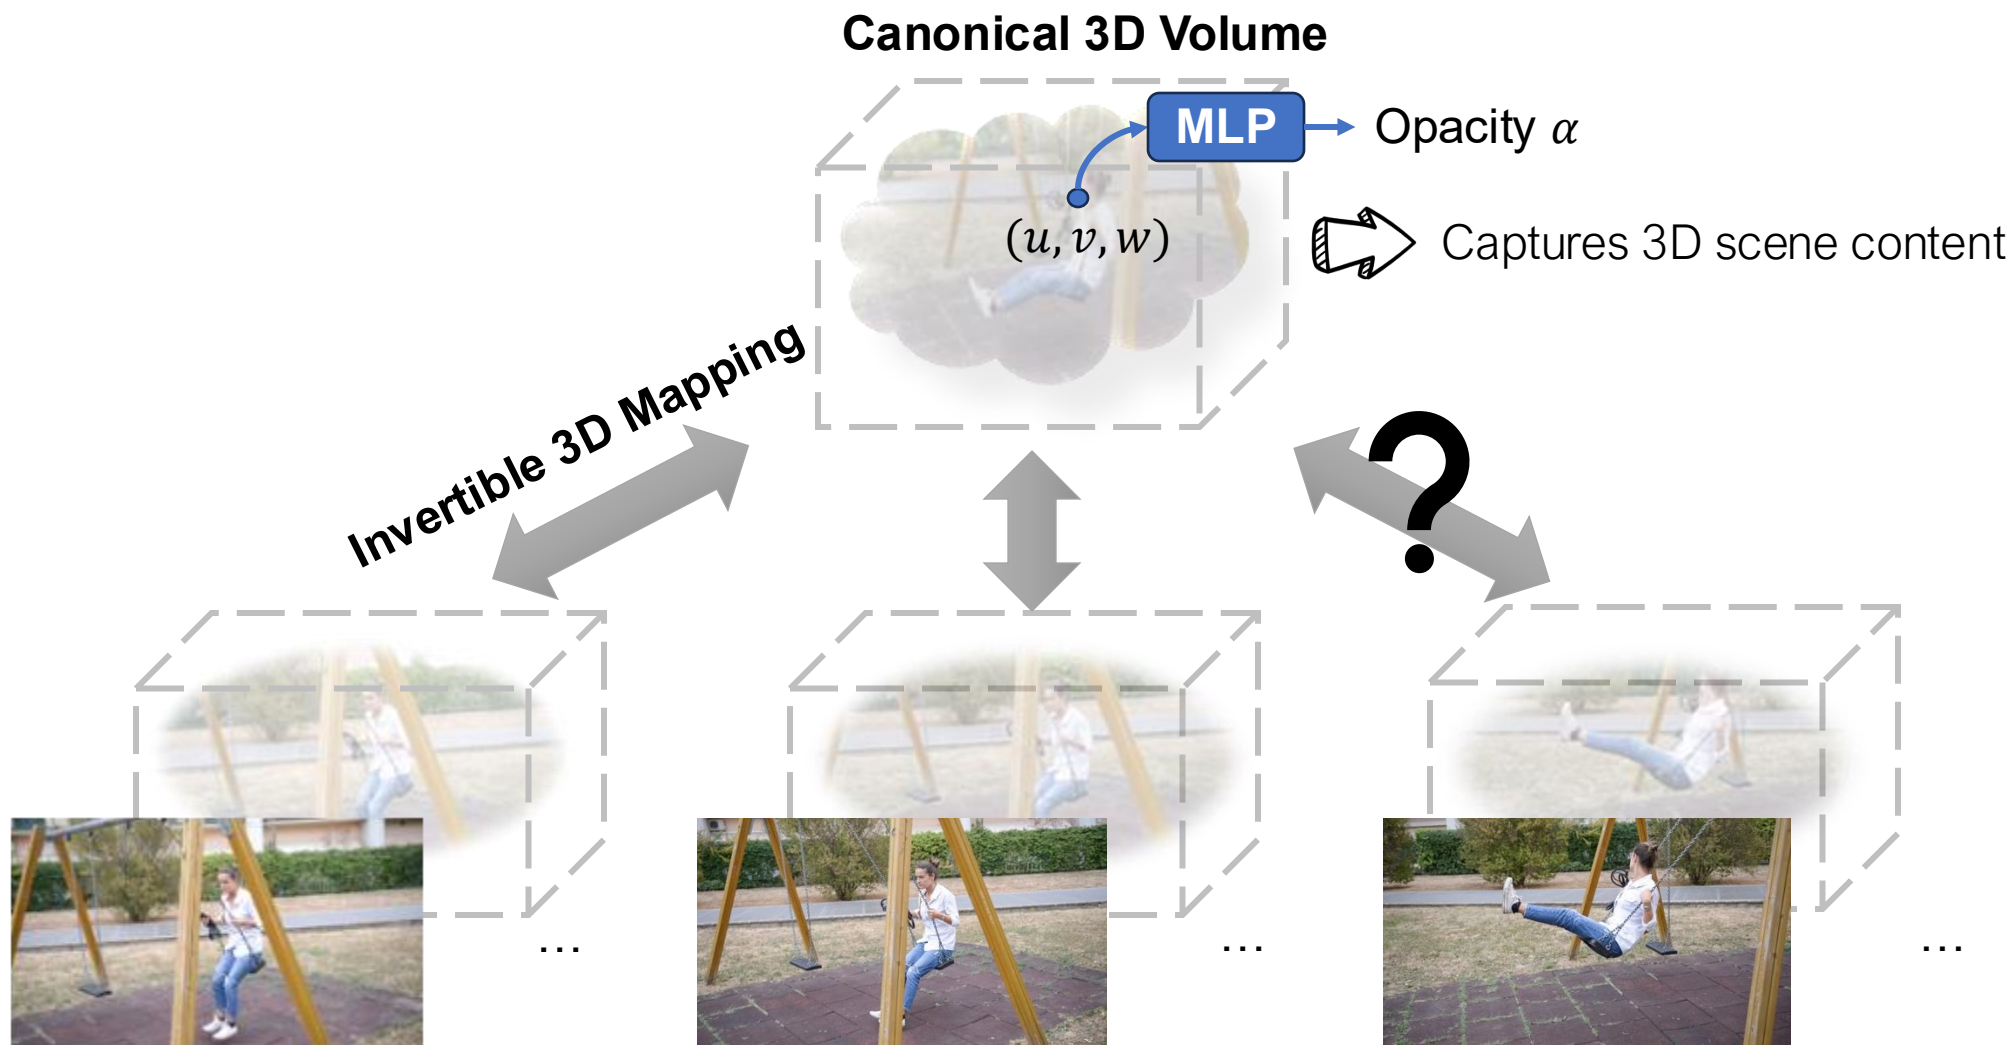 Canonical 3D Volume
MLP
Opacity α
(u, v, w)
Captures 3D scene content
Invertible 3D Mapping
?
...
...
...